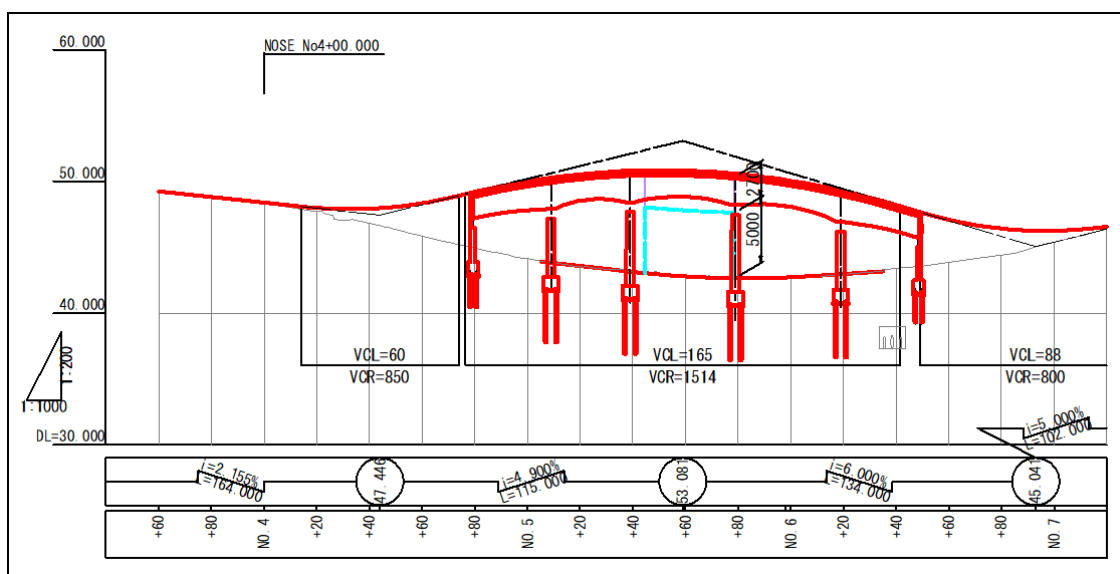 60.000
NOSE No4+00.000
50.000
2700
5000
40.000
1:200
1:1000
VCL=60
VCR=850
VCL=165
VCR=1514
VCL=88
VCR=800
DL=30.000
i=5.000%
L=102.000
i=2.155%
L=164.000
47.446
i=4.900%
L=115.000
53.081
i=6.000%
L=134.000
45.041
+60
+80
NO.4
+20
+40
+60
+80
NO.5
+20
+40
+60
+80
NO.6
+20
+40
+60
+80
NO.7